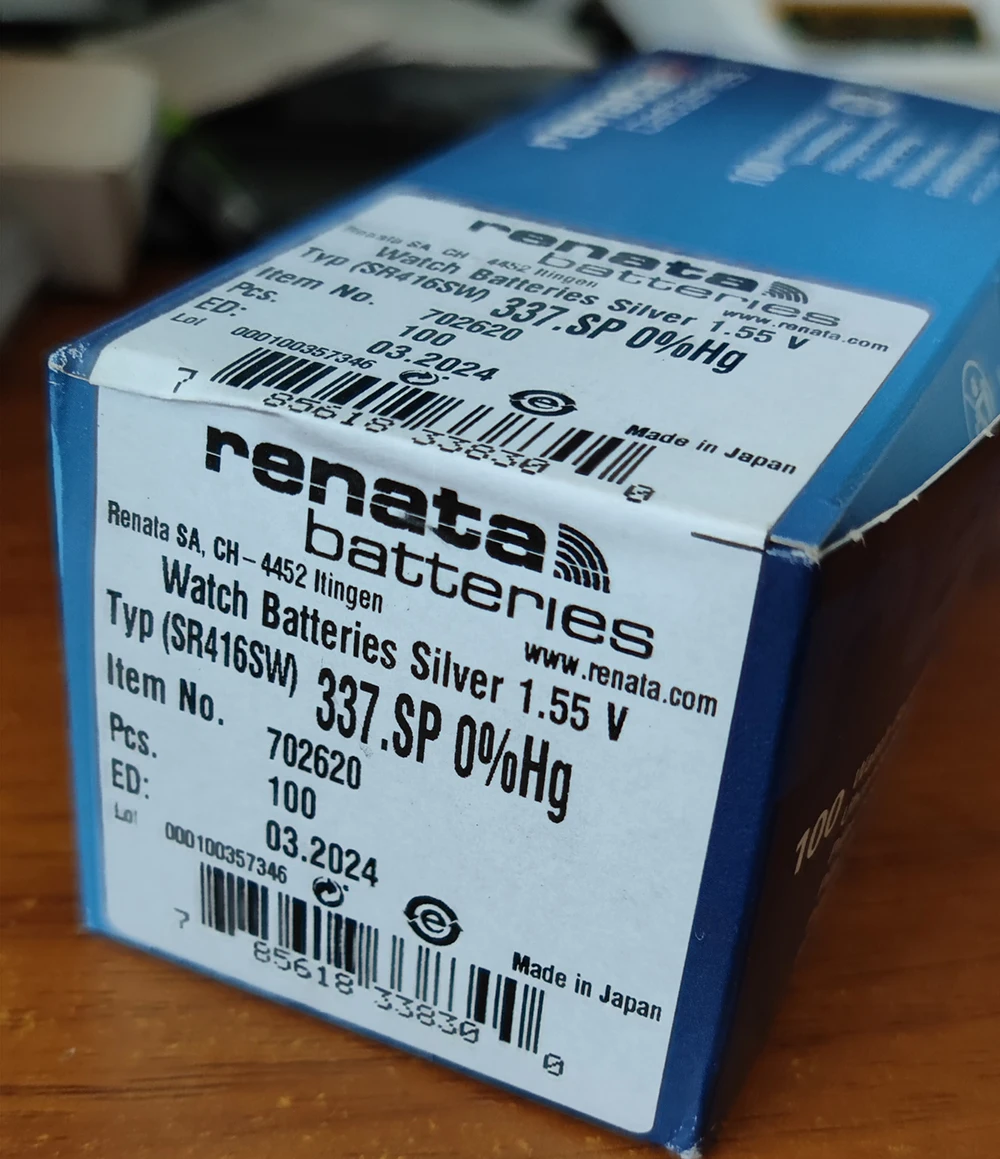 renata
renata
batteries
Renata SA, CH - 4452 Itingen
www.renata.com
Watch Batteries Silver 1.55 V
Typ (SR416SW) 337.SP 0%Hg
Item No. 702620
Pcs. 100
ED: 03.2024
Lot 000100357346
Made in Japan
7 85618 33830 0
renata
batteries
Renata SA, CH – 4452 Itingen
www.renata.com
Watch Batteries Silver 1.55 V
Typ (SR416SW) 337.SP 0%Hg
Item No. 702620
Pcs. 100
ED: 03.2024
Lot 000100357346
e
Made in Japan
7 85618 33830 0
100